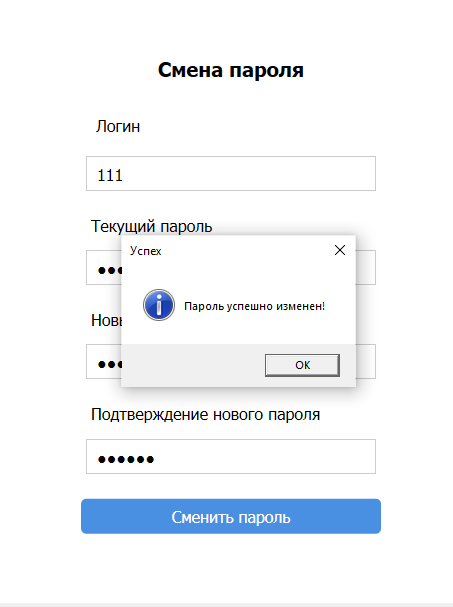 Смена пароля
Логин
111
Текущий пароль
Успех
Пароль успешно изменен!
OK
Подтверждение нового пароля
●●●●●●
Сменить пароль